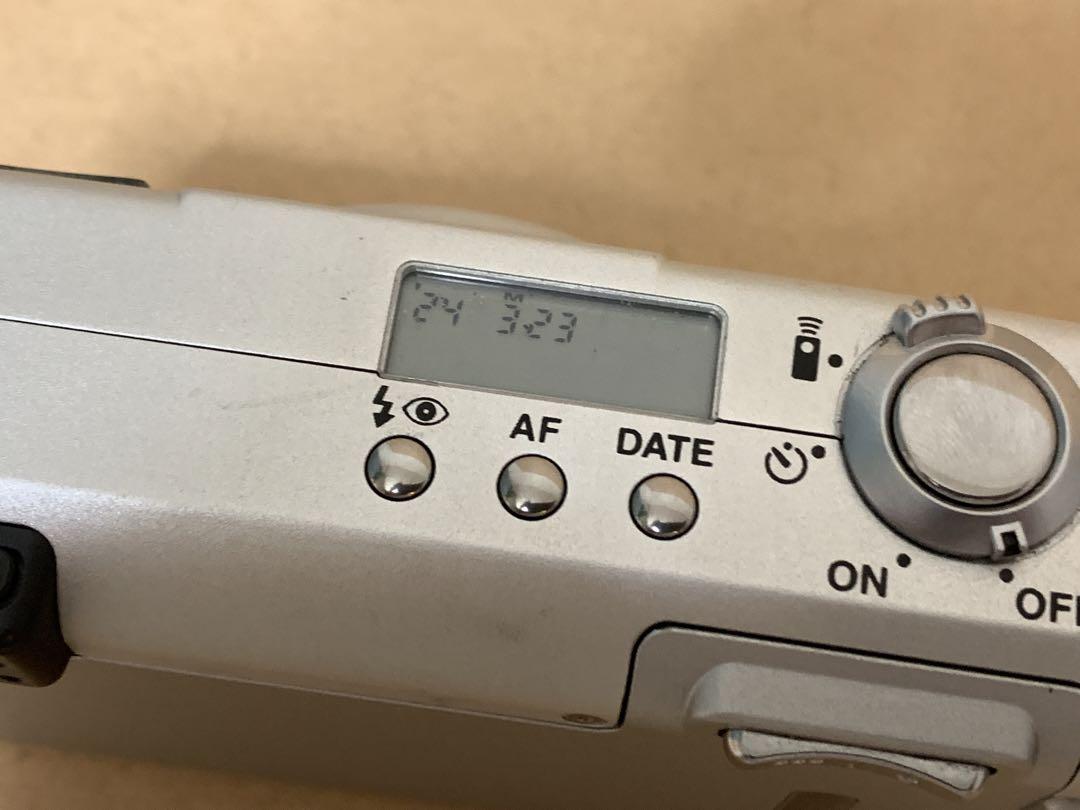 '24 M 3 23
AF
DATE
ON
OFF